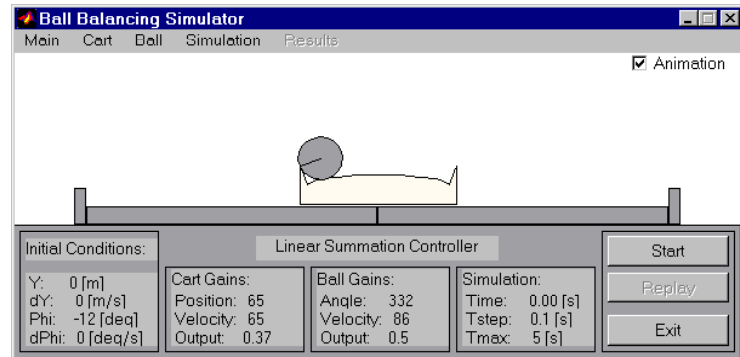 Ball Balancing Simulator
Main Cart Ball Simulation Results
Animation
Initial Conditions:
Y: 0 [m]
dY: 0 [m/s]
Phi: -12 [deg]
dPhi: 0 [deg/s]
Linear Summation Controller
Cart Gains:
Position: 65
Velocity: 65
Output: 0.37
Ball Gains:
Angle: 332
Velocity: 86
Output: 0.5
Simulation:
Time: 0.00 [s]
Tstep: 0.1 [s]
Tmax: 5 [s]
Start
Replay
Exit